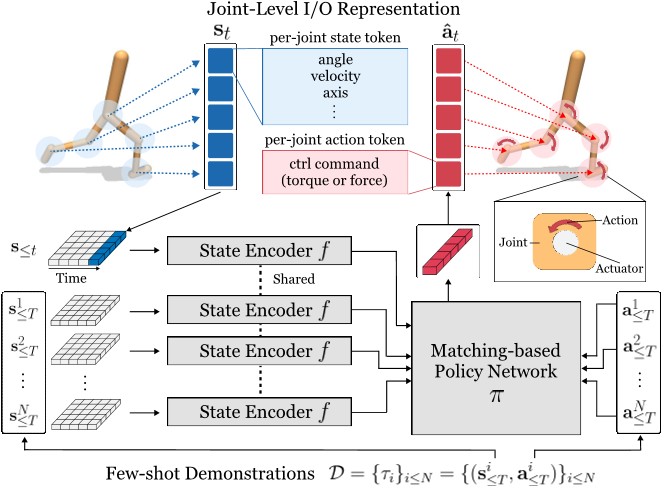 Joint-Level I/O Representation
s_t
â_t
per-joint state token
angle
velocity
axis
⋮
per-joint action token
ctrl command
(torque or force)
Action
Joint
Actuator
s_{≤t}
Time
State Encoder f
Shared
s^1_{≤T}
State Encoder f
s^2_{≤T}
State Encoder f
⋮
⋮
s^N_{≤T}
State Encoder f
Matching-based
Policy Network
π
a^1_{≤T}
a^2_{≤T}
⋮
a^N_{≤T}
Few-shot Demonstrations 𝒟 = {τ_i}_{i≤N} = {(s^i_{≤T}, a^i_{≤T})}_{i≤N}